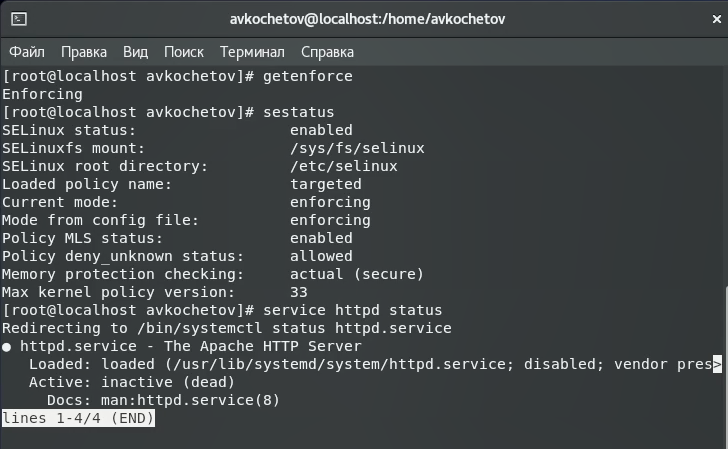 avkochetov@localhost:/home/avkochetov
Файл Правка Вид Поиск Терминал Справка
[root@localhost avkochetov]# getenforce
Enforcing
[root@localhost avkochetov]# sestatus
SELinux status:                 enabled
SELinuxfs mount:                /sys/fs/selinux
SELinux root directory:         /etc/selinux
Loaded policy name:             targeted
Current mode:                   enforcing
Mode from config file:          enforcing
Policy MLS status:              enabled
Policy deny_unknown status:     allowed
Memory protection checking:     actual (secure)
Max kernel policy version:      33
[root@localhost avkochetov]# service httpd status
Redirecting to /bin/systemctl status httpd.service
● httpd.service - The Apache HTTP Server
   Loaded: loaded (/usr/lib/systemd/system/httpd.service; disabled; vendor pres>
   Active: inactive (dead)
     Docs: man:httpd.service(8)
lines 1-4/4 (END)